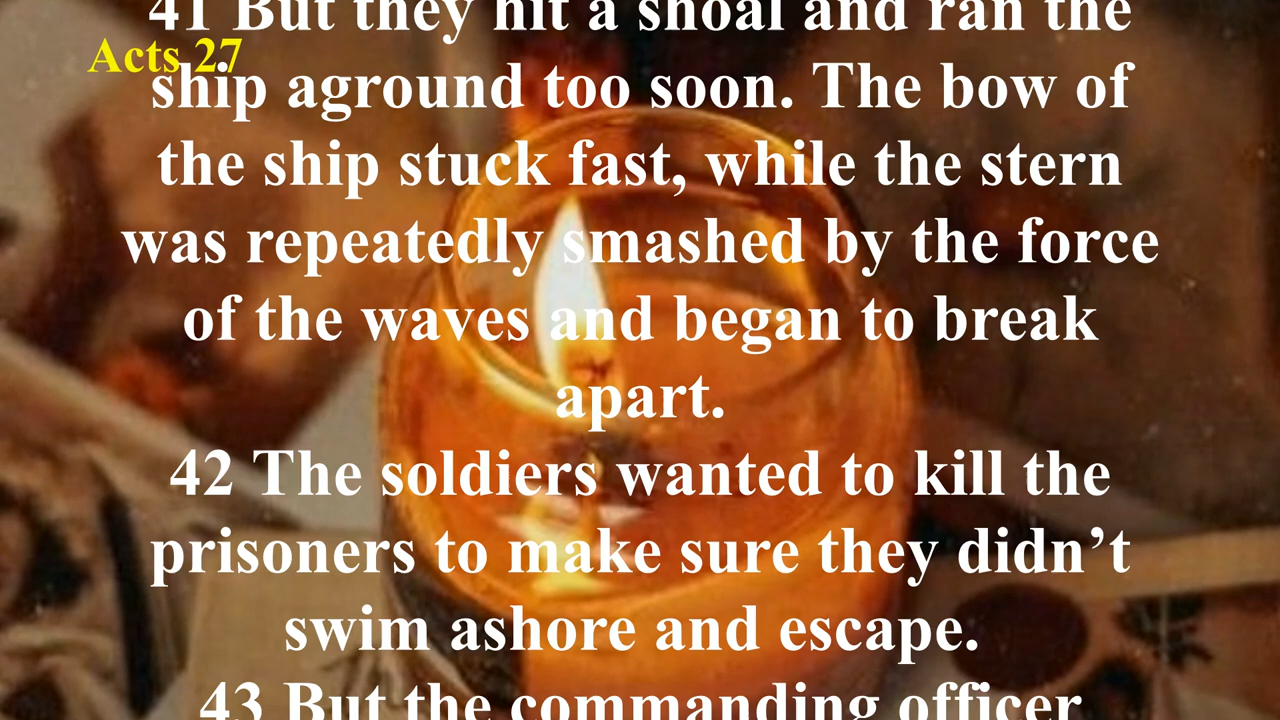 41 But they hit a shoal and ran the
Acts 27
ship aground too soon. The bow of
the ship stuck fast, while the stern
was repeatedly smashed by the force
of the waves and began to break
apart.
42 The soldiers wanted to kill the
prisoners to make sure they didn’t
swim ashore and escape.
43 But the commanding officer